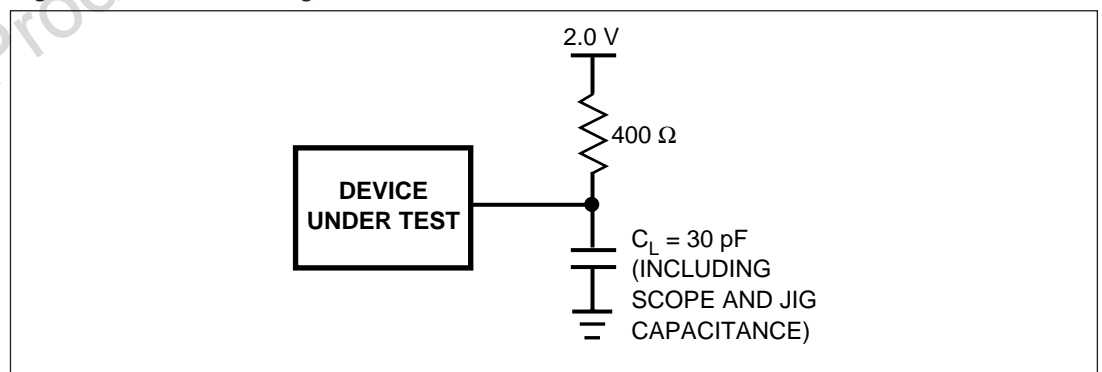 2.0 V
400 Ω
DEVICE
UNDER TEST
C_L = 30 pF
(INCLUDING
SCOPE AND JIG
CAPACITANCE)